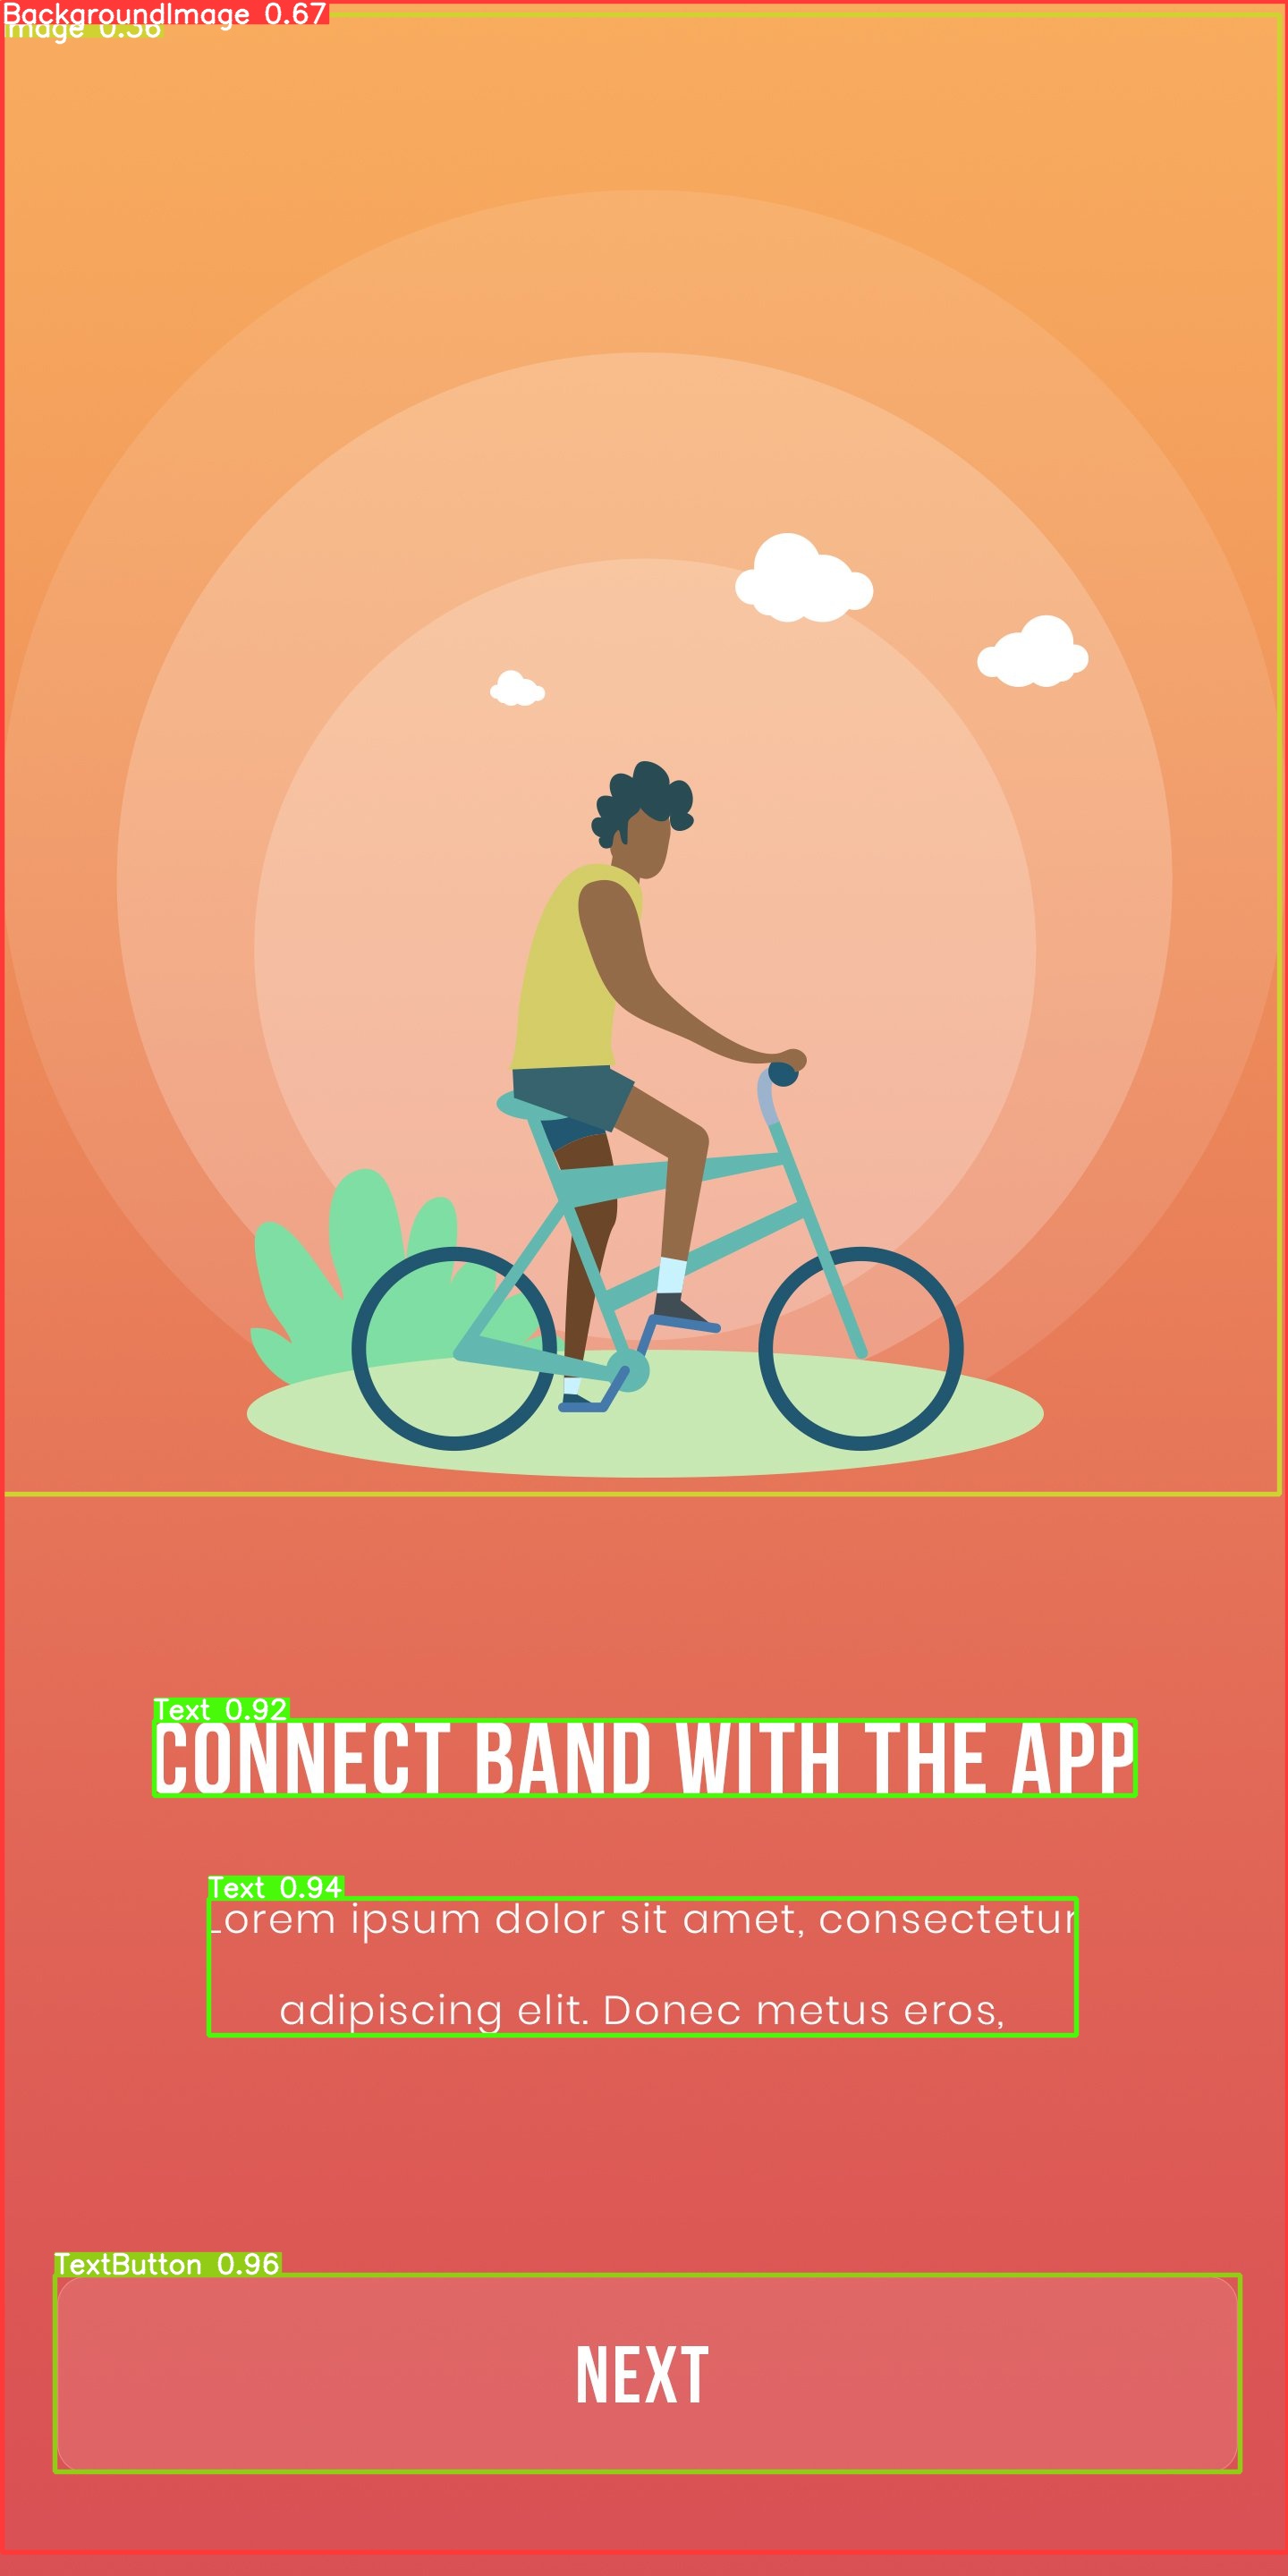 BackgroundImage 0.67
Image 0.56
Text 0.92
CONNECT BAND WITH THE APP
Text 0.94
Lorem ipsum dolor sit amet, consectetur
adipiscing elit. Donec metus eros,
TextButton 0.96
NEXT